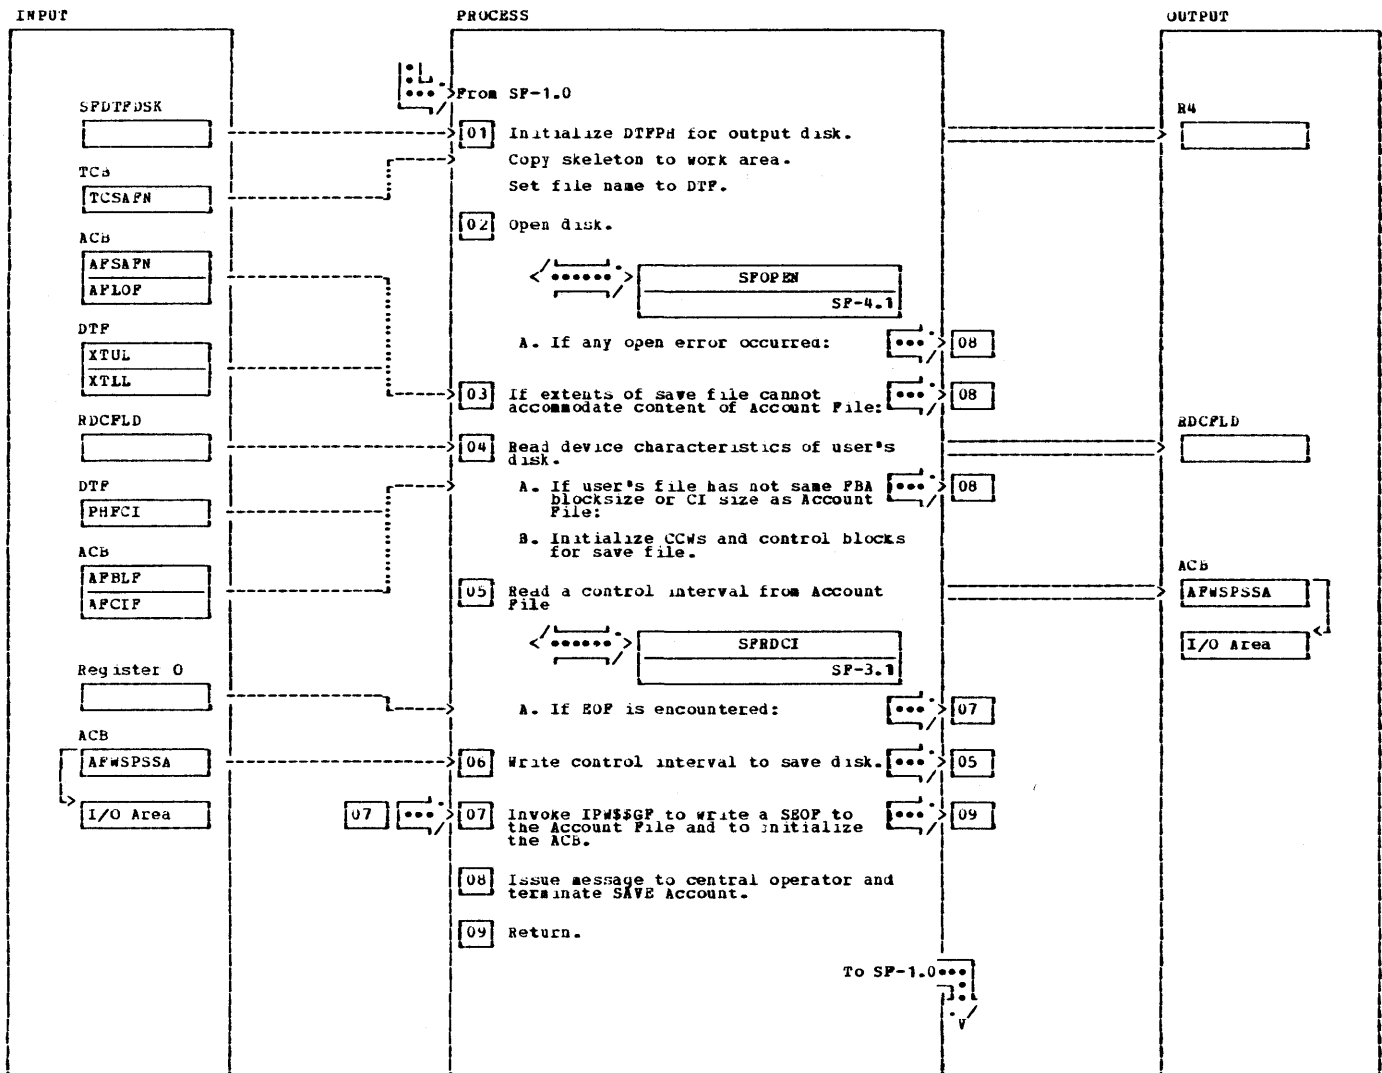 INPUT
PROCESS
OUTPUT
From SF-1.0
SFDTFDSK
R4
01 Initialize DTFPH for output disk.
Copy skeleton to work area.
TCB
TCSAFN
Set file name to DTF.
02 Open disk.
ACB
AFSAFN
AFLOF
SFOPEN
SF-4.1
DTF
XTUL
XTLL
A. If any open error occurred:
08
03 If extents of save file cannot
accommodate content of Account File:
08
RDCFLD
RDCFLD
04 Read device characteristics of user's
disk.
DTF
PHFCI
A. If user's file has not same FBA
blocksize or CI size as Account
File:
08
B. Initialize CCWs and control blocks
for save file.
ACB
AFBLF
AFCIF
ACB
AFWSPSSA
I/O Area
05 Read a control interval from Account
File
SFRDCI
SF-3.1
Register 0
A. If EOF is encountered:
07
ACB
AFWSPSSA
06 Write control interval to save disk.
05
I/O Area
07
07 Invoke IPW$$GF to write a SEOF to
the Account File and to initialize
the ACB.
09
08 Issue message to central operator and
terminate SAVE Account.
09 Return.
To SF-1.0